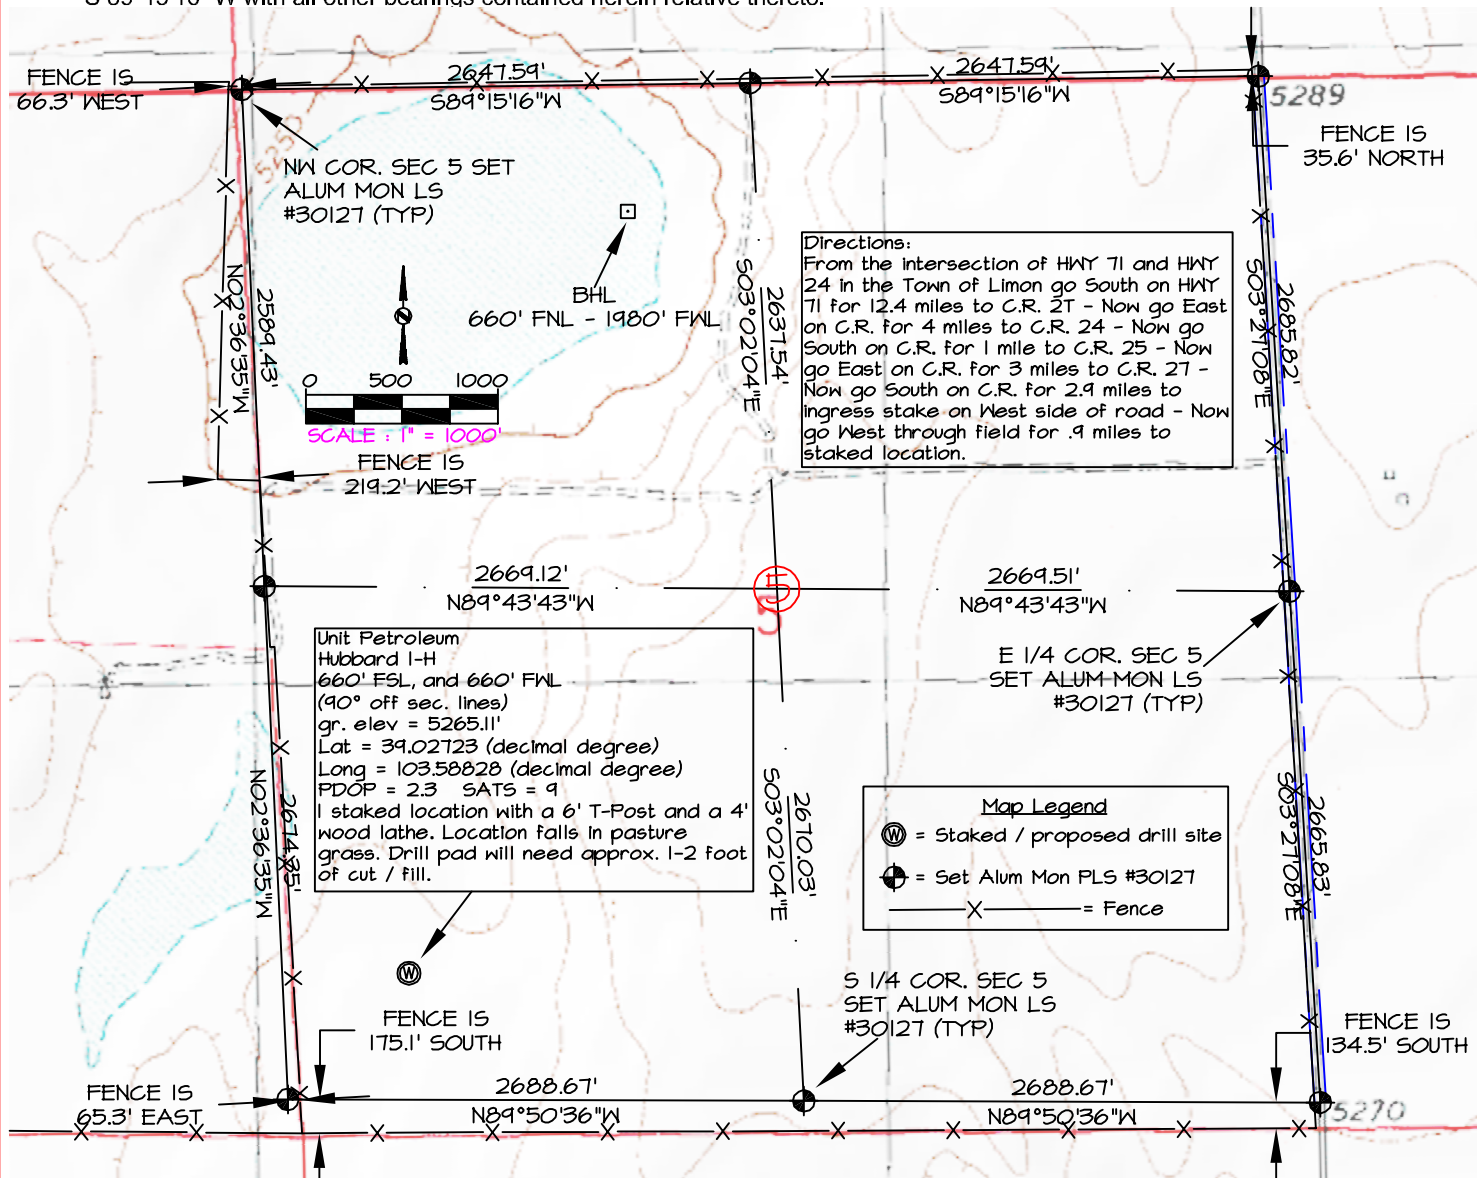 S 89°15'16" W with all other bearings contained herein relative thereto.
FENCE IS
66.3' WEST
2647.59'
S89°15'16"W
2647.59'
S89°15'16"W
5289
FENCE IS
35.6' NORTH
5250
NW COR. SEC 5 SET
ALUM MON LS
#30127 (TYP)
BHL
660' FNL - 1980' FWL
N02°36'35"W
2589.43'
0 500 1000
SCALE : 1" = 1000'
FENCE IS
219.2' WEST
S03°02'04"E
2637.54'
Directions:
From the intersection of HWY 71 and HWY
24 in the Town of Limon go South on HWY
71 for 12.4 miles to C.R. 2T - Now go East
on C.R. for 4 miles to C.R. 24 - Now go
South on C.R. for 1 mile to C.R. 25 - Now
go East on C.R. for 3 miles to C.R. 27 -
Now go South on C.R. for 2.9 miles to
ingress stake on West side of road - Now
go West through field for .9 miles to
staked location.
S03°27'08"E
2685.82'
2669.12'
N89°43'43"W
5
5
2669.51'
N89°43'43"W
E 1/4 COR. SEC 5
SET ALUM MON LS
#30127 (TYP)
Unit Petroleum
Hubbard 1-H
660' FSL, and 660' FWL
(90° off sec. lines)
gr. elev = 5265.11'
Lat = 39.02723 (decimal degree)
Long = 103.58828 (decimal degree)
PDOP = 2.3 SATS = 9
I staked location with a 6' T-Post and a 4'
wood lathe. Location falls in pasture
grass. Drill pad will need approx. 1-2 foot
of cut / fill.
N02°36'35"W
2674.85'
S03°02'04"E
2670.03'
Map Legend
W = Staked / proposed drill site
= Set Alum Mon PLS #30127
X = Fence
S03°27'08"E
2665.83'
W
FENCE IS
175.1' SOUTH
S 1/4 COR. SEC 5
SET ALUM MON LS
#30127 (TYP)
FENCE IS
134.5' SOUTH
FENCE IS
65.3' EAST
2688.67'
N89°50'36"W
2688.67'
N89°50'36"W
5270